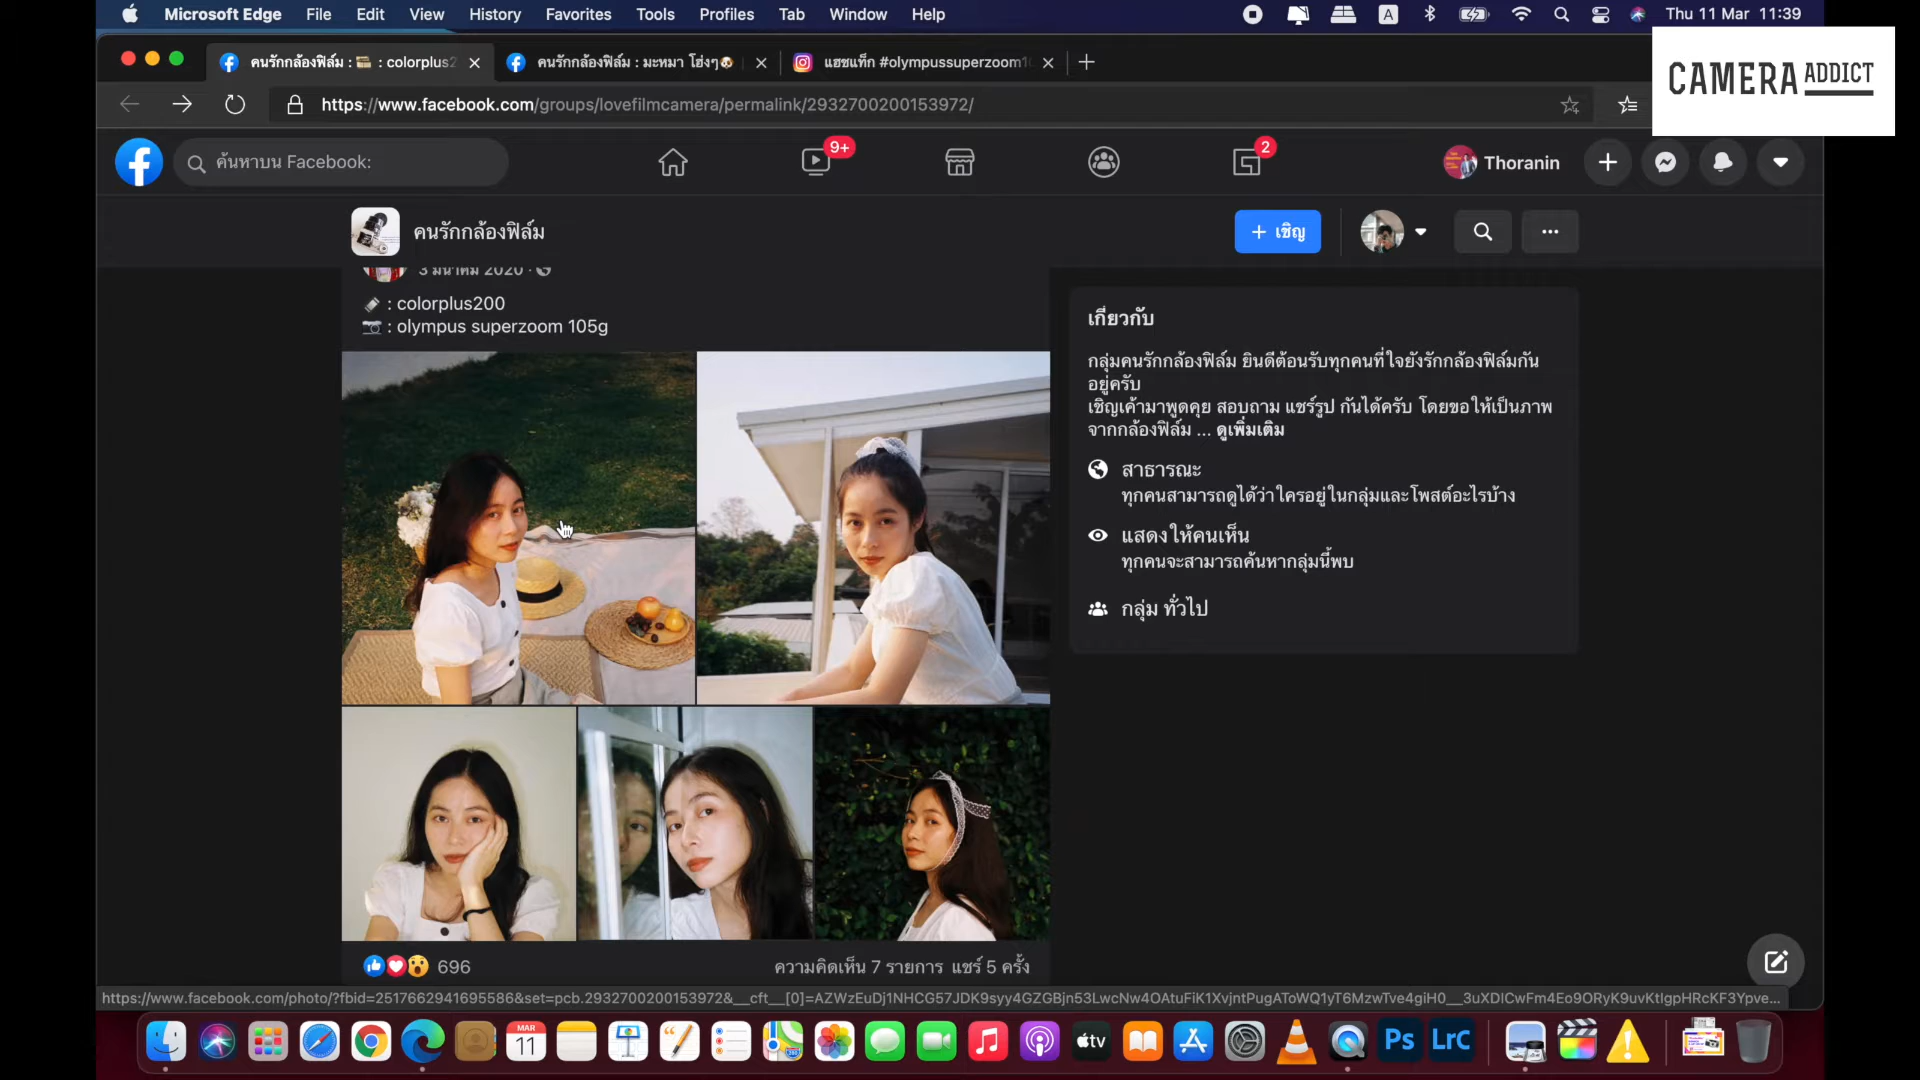 Microsoft Edge File Edit View History Favorites Tools Profiles Tab Window Help A Thu 11 Mar 11:39
คนรักกล้องฟิล์ม : : colorplus2
คนรักกล้องฟิล์ม : มะหมา โฮ่งๆ
แฮชแท็ก #olympussuperzoom10
CAMERA ADDICT
https://www.facebook.com/groups/lovefilmcamera/permalink/2932700200153972/
ค้นหาบน Facebook:
9+
2
Thoranin
คนรักกล้องฟิล์ม
+ เชิญ
3 มีนาคม 2020 ·
: colorplus200
: olympus superzoom 105g
เกี่ยวกับ
กลุ่มคนรักกล้องฟิล์ม ยินดีต้อนรับทุกคนที่ใจยังรักกล้องฟิล์มกัน
อยู่ครับ
เชิญเค้ามาพูดคุย สอบถาม แชร์รูป กันได้ครับ โดยขอให้เป็นภาพ
จากกล้องฟิล์ม ... ดูเพิ่มเติม
สาธารณะ
ทุกคนสามารถดูได้ว่าใครอยู่ในกลุ่มและโพสต์อะไรบ้าง
แสดงให้คนเห็น
ทุกคนจะสามารถค้นหากลุ่มนี้พบ
กลุ่ม ทั่วไป
696
ความคิดเห็น 7 รายการ แชร์ 5 ครั้ง
MAR
11
tv
Ps
LrC